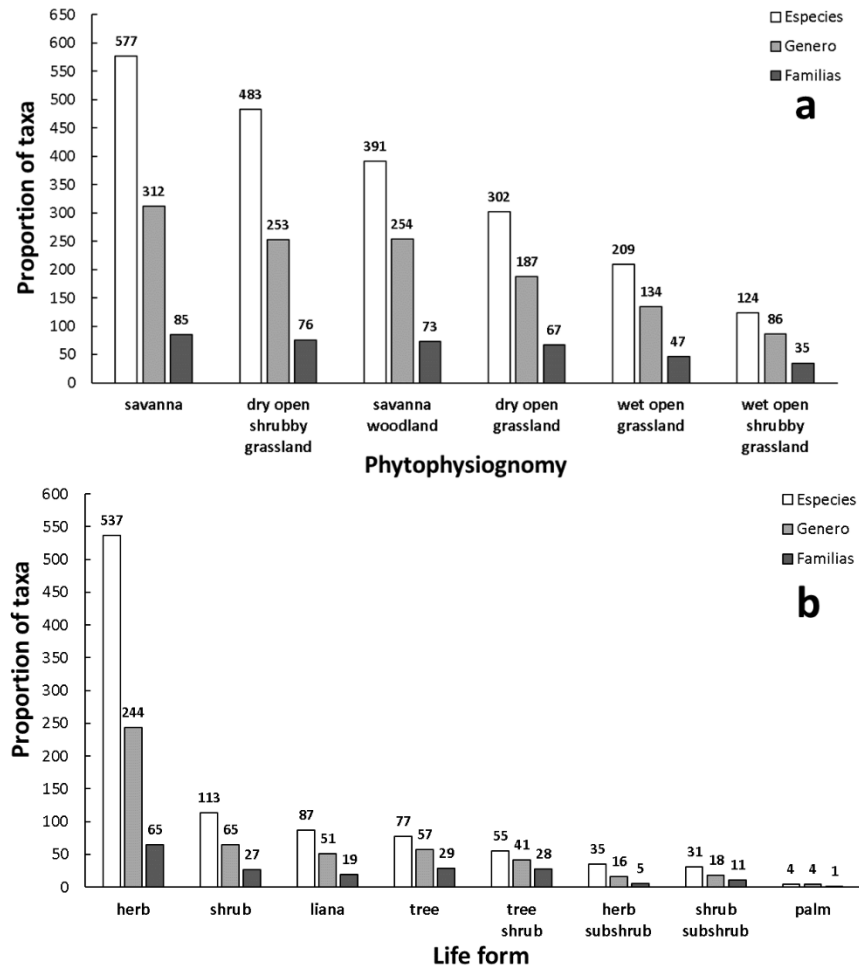 650
600
550
500
450
400
350
300
250
200
150
100
50
0
Proportion of taxa
Especies
Genero
Familias
a
577 312 85
483 253 76
391 254 73
302 187 67
209 134 47
124 86 35
savanna
dry open
shrubby
grassland
savanna
woodland
dry open
grassland
wet open
grassland
wet open
shrubby
grassland
Phytophysiognomy
600
550
500
450
400
350
300
250
200
150
100
50
0
Proportion of taxa
Especies
Genero
Familias
b
537 244 65
113 65 27
87 51 19
77 57 29
55 41 28
35 16 5
31 18 11
4 4 1
herb
shrub
liana
tree
tree
shrub
herb
subshrub
shrub
subshrub
palm
Life form